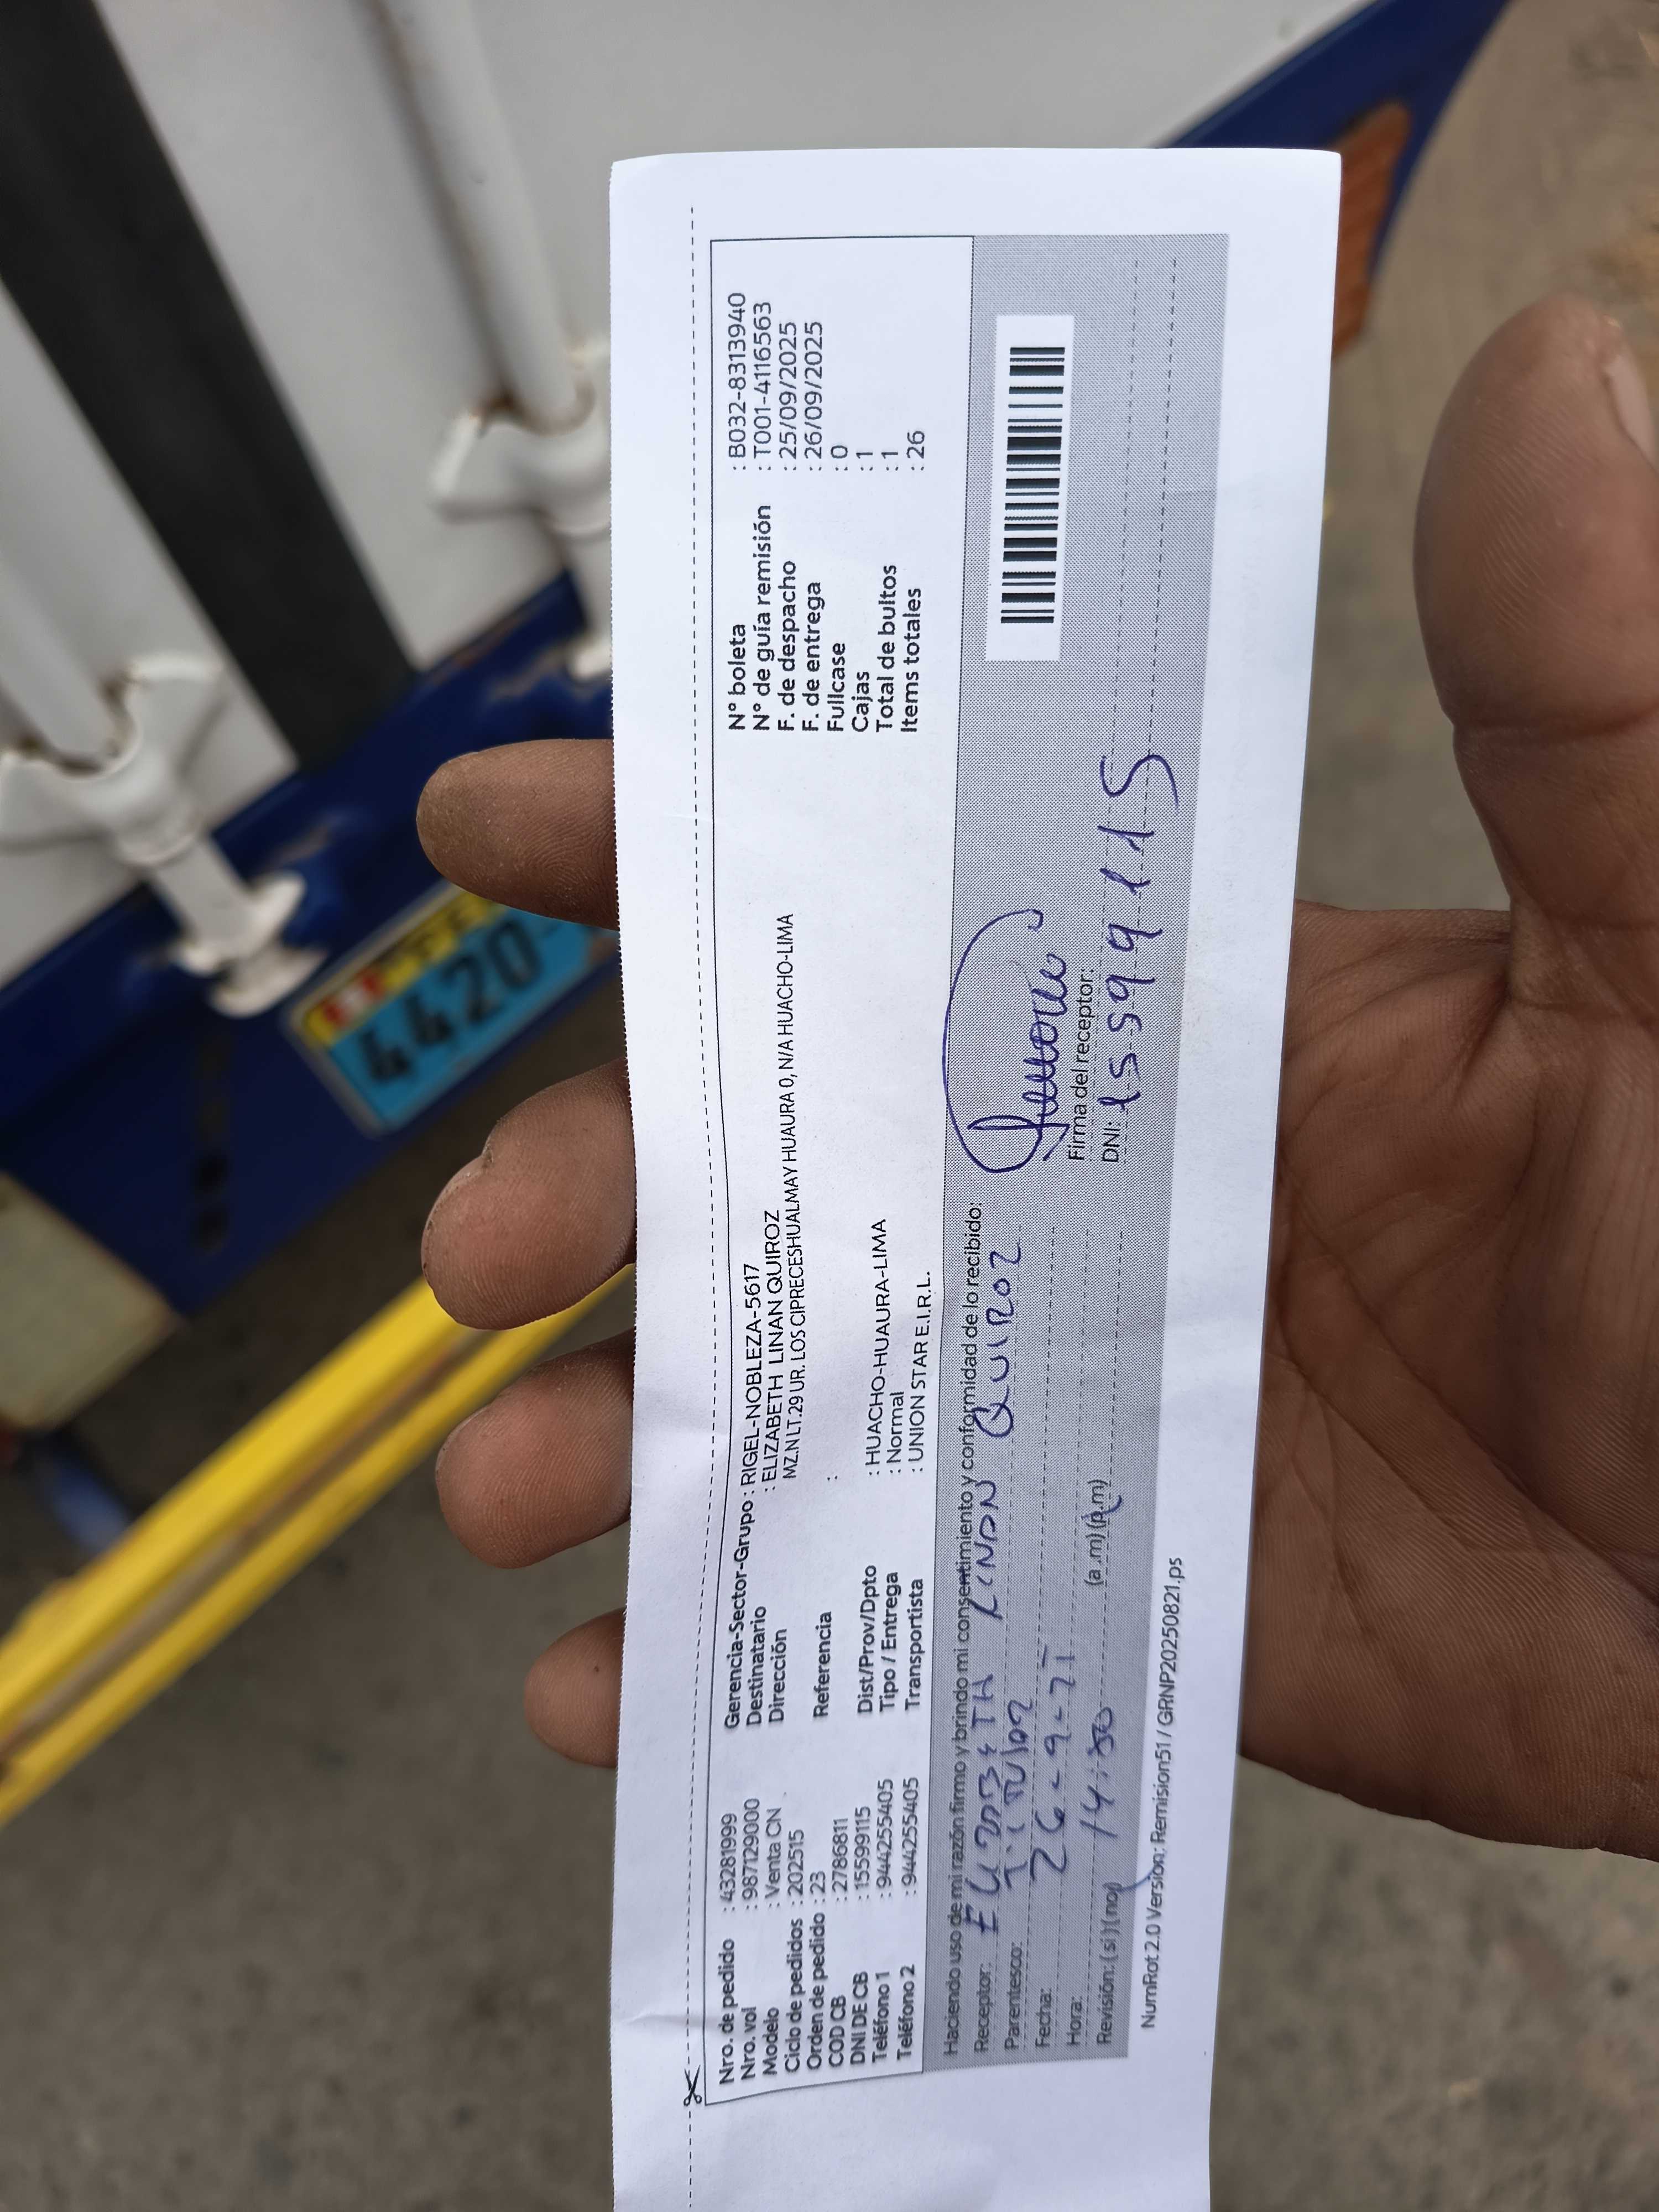 Nro. de pedido : 43281999
Nro. vol : 987129000
Modelo : Venta CN
Ciclo de pedidos : 202515
Orden de pedido : 23
COD CB : 2786811
DNI DE CB : 15599115
Teléfono 1 : 944255405
Teléfono 2 : 944255405
Gerencia-Sector-Grupo : RIGEL-NOBLEZA-5617
Destinatario : ELIZABETH LINAN QUIROZ
Dirección MZ.N LT.29 UR. LOS CIPRECESHUALMAY HUAURA 0, N/A HUACHO-LIMA
Referencia :
Dist/Prov/Dpto : HUACHO-HUAURA-LIMA
Tipo / Entrega : Normal
Transportista : UNION STAR E.I.R.L.
N° boleta : B032-8313940
N° de guía remisión : T001-4116563
F. de despacho : 25/09/2025
F. de entrega : 26/09/2025
Fullcase : 0
Cajas : 1
Total de bultos : 1
Items totales : 26
Haciendo uso de mi razón firmo y brindo mi consentimiento y conformidad de lo recibido:
Receptor: QUIROZ
Parentesco:
Fecha: 26-9-
Hora: (a.m) (p.m)
Revisión: (si) (no)
Firma del receptor:
DNI: 15599115
NumRot 2.0 Version; Remision51 / GRNP20250821.ps
4420